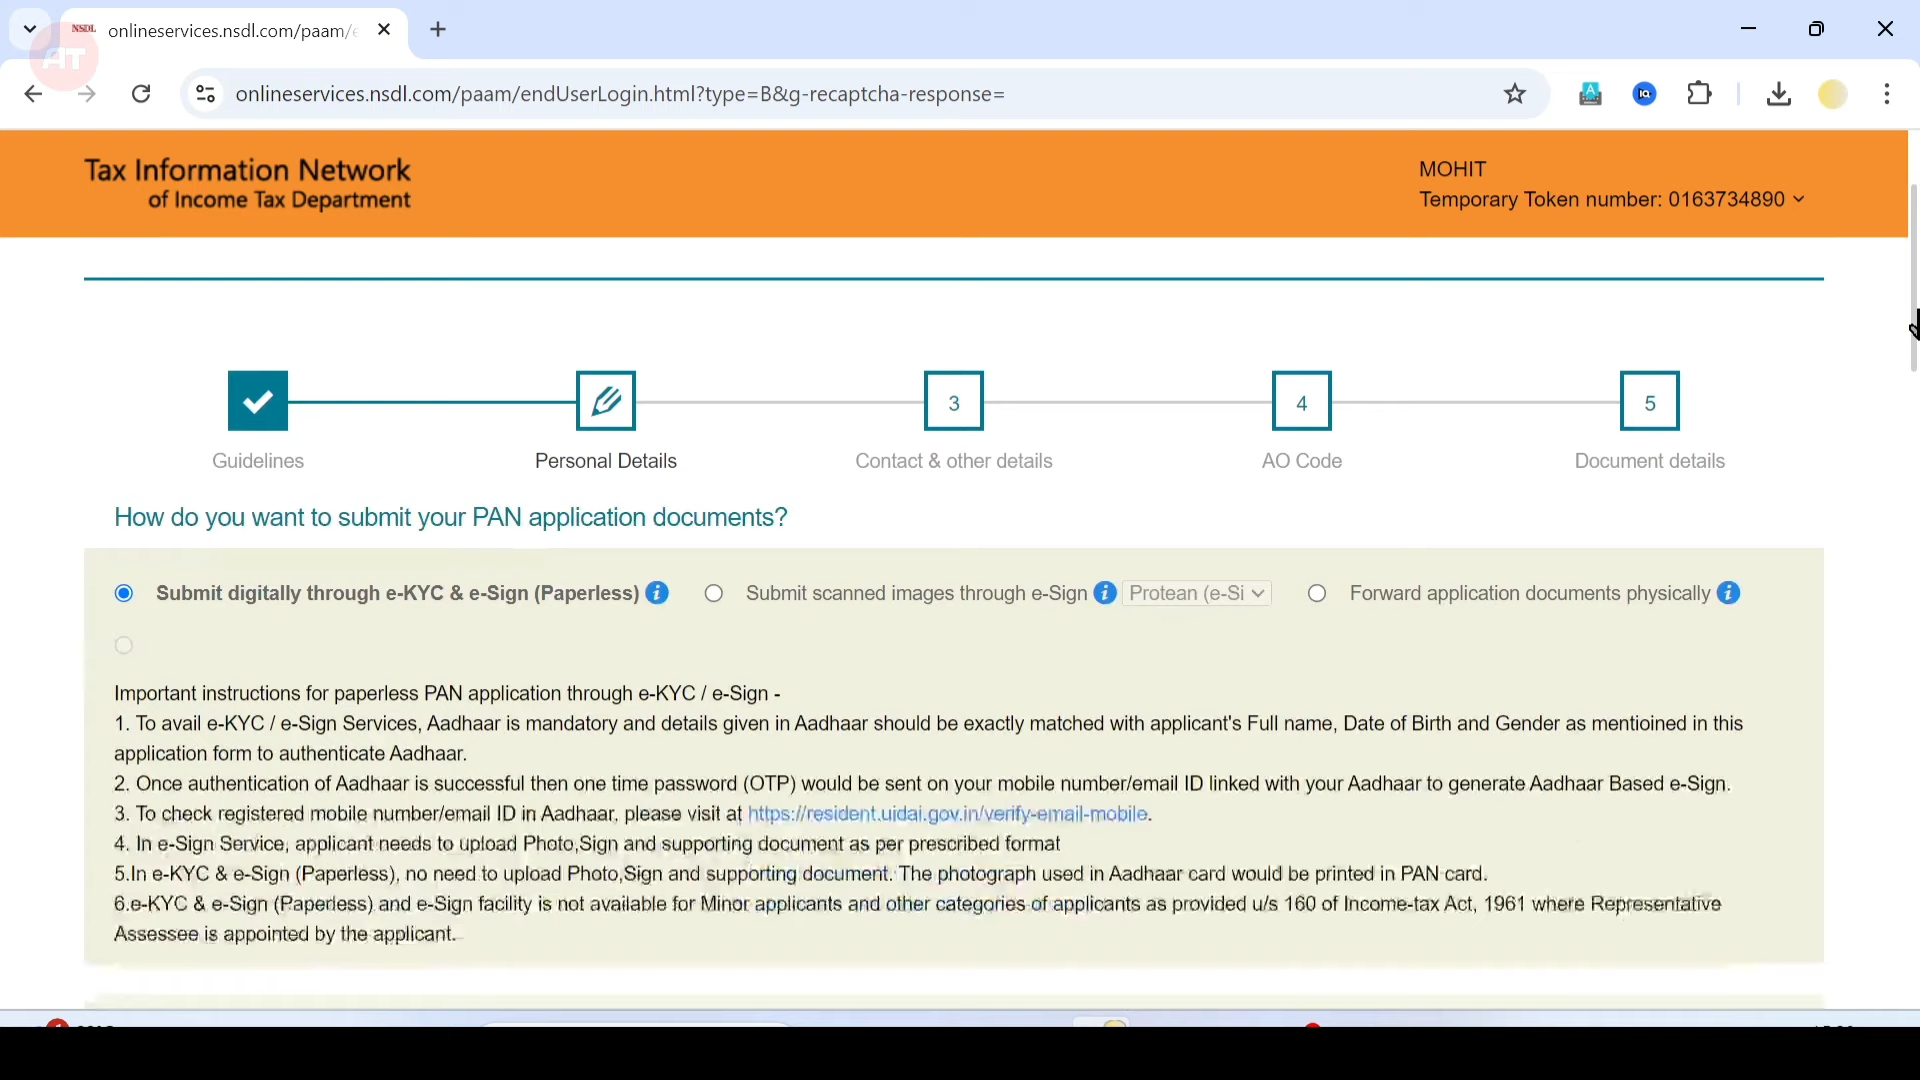 NSDL onlineservices.nsdl.com/paam/e
AT
onlineservices.nsdl.com/paam/endUserLogin.html?type=B&g-recaptcha-response=
Tax Information Network
of Income Tax Department
MOHIT
Temporary Token number: 0163734890
3
4
5
Guidelines
Personal Details
Contact & other details
AO Code
Document details
How do you want to submit your PAN application documents?
Submit digitally through e-KYC & e-Sign (Paperless) i Submit scanned images through e-Sign i Protean (e-Si Forward application documents physically i
Important instructions for paperless PAN application through e-KYC / e-Sign -
1. To avail e-KYC / e-Sign Services, Aadhaar is mandatory and details given in Aadhaar should be exactly matched with applicant's Full name, Date of Birth and Gender as mentioined in this
application form to authenticate Aadhaar.
2. Once authentication of Aadhaar is successful then one time password (OTP) would be sent on your mobile number/email ID linked with your Aadhaar to generate Aadhaar Based e-Sign.
3. To check registered mobile number/email ID in Aadhaar, please visit at https://resident.uidai.gov.in/verify-email-mobile.
4. In e-Sign Service, applicant needs to upload Photo,Sign and supporting document as per prescribed format
5.In e-KYC & e-Sign (Paperless), no need to upload Photo,Sign and supporting document. The photograph used in Aadhaar card would be printed in PAN card.
6.e-KYC & e-Sign (Paperless) and e-Sign facility is not available for Minor applicants and other categories of applicants as provided u/s 160 of Income-tax Act, 1961 where Representative
Assessee is appointed by the applicant.